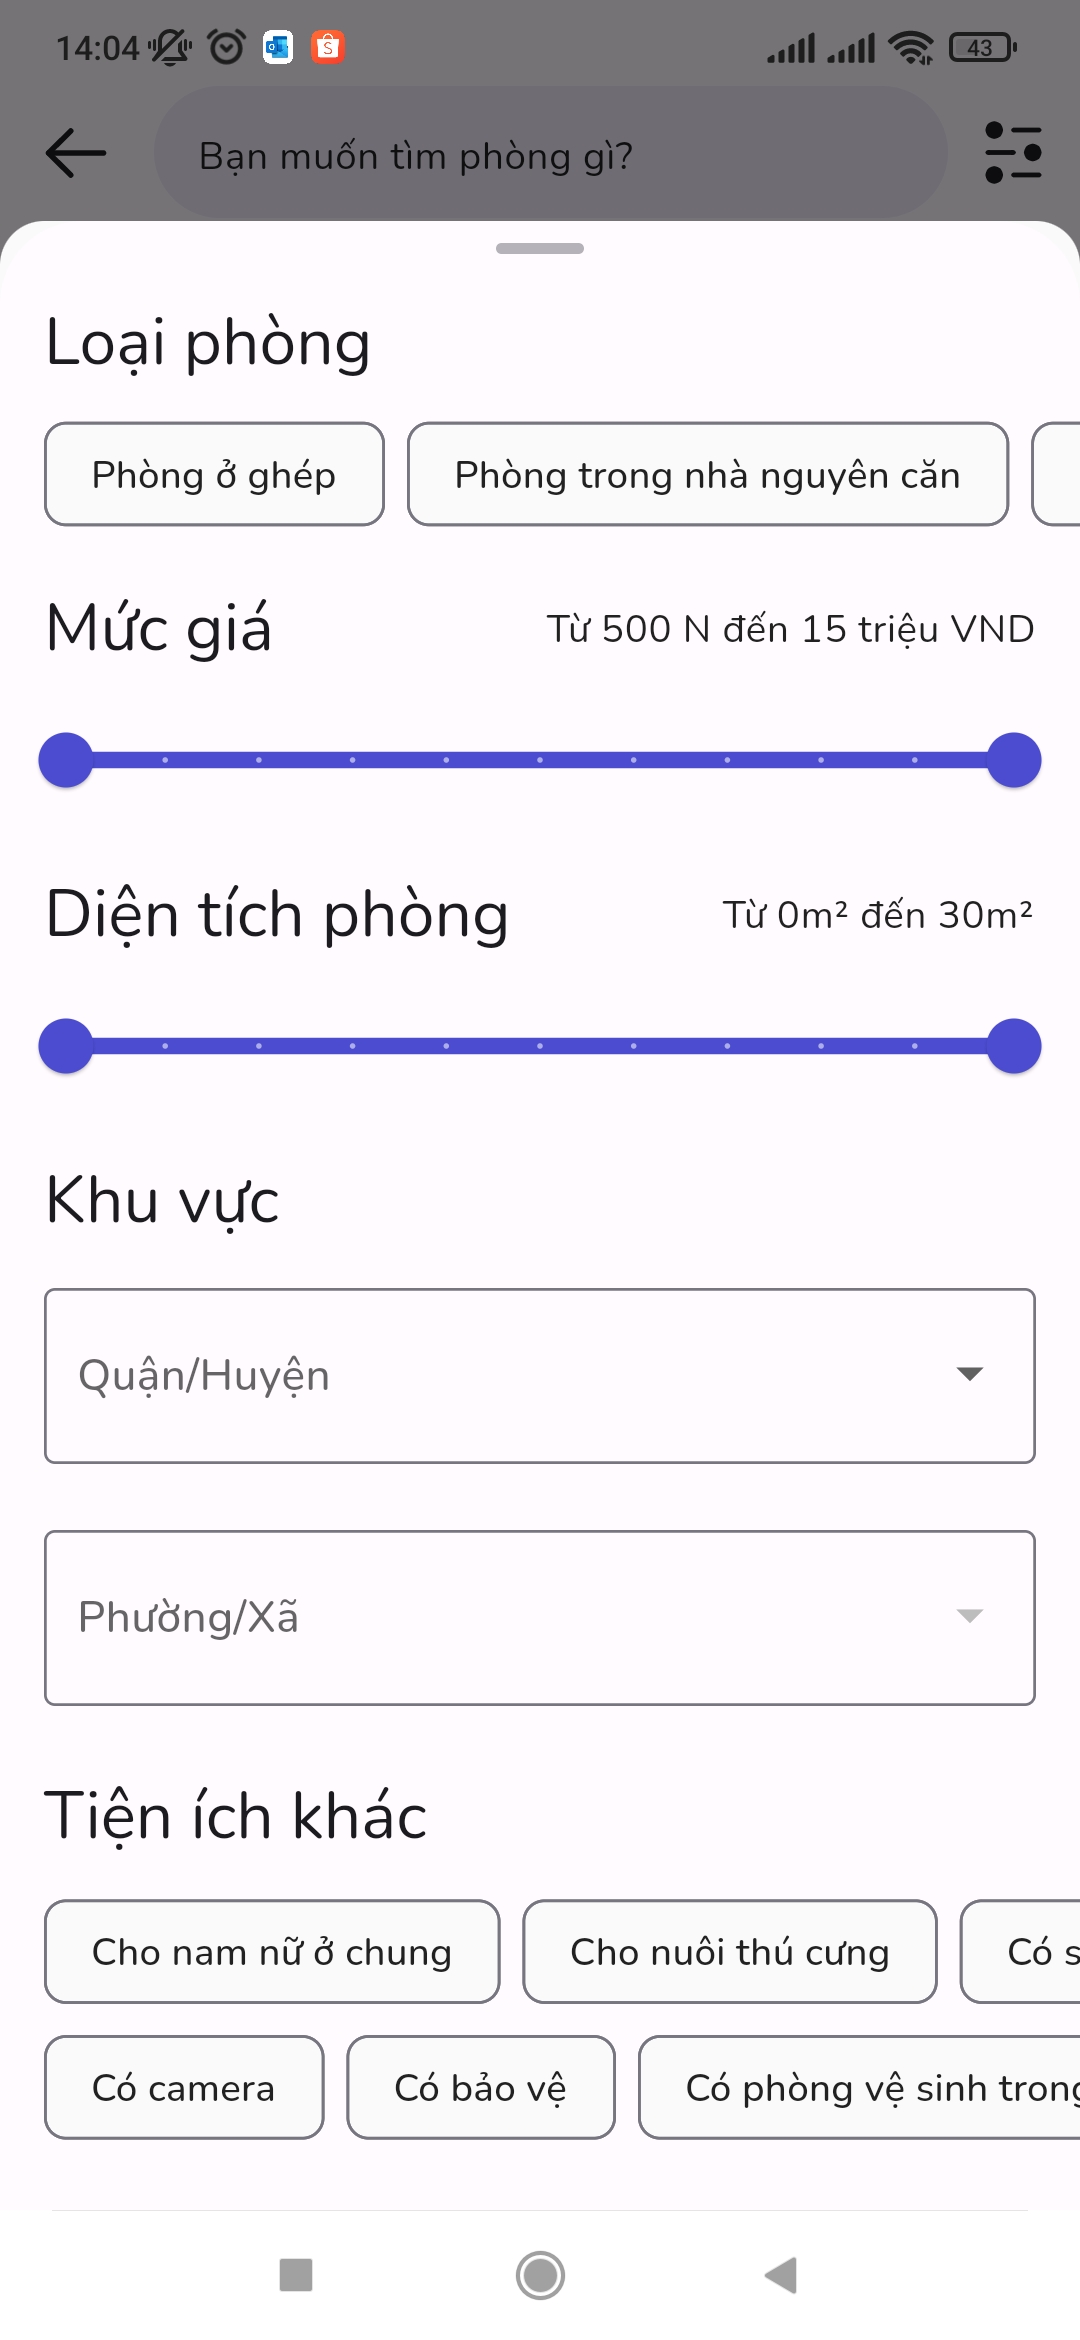 14:04
43
Bạn muốn tìm phòng gì?
Loại phòng
Phòng ở ghép
Phòng trong nhà nguyên căn
Mức giá
Từ 500 N đến 15 triệu VND
Diện tích phòng
Từ 0m² đến 30m²
Khu vực
Quận/Huyện
Phường/Xã
Tiện ích khác
Cho nam nữ ở chung
Cho nuôi thú cưng
Có
Có camera
Có bảo vệ
Có phòng vệ sinh trong